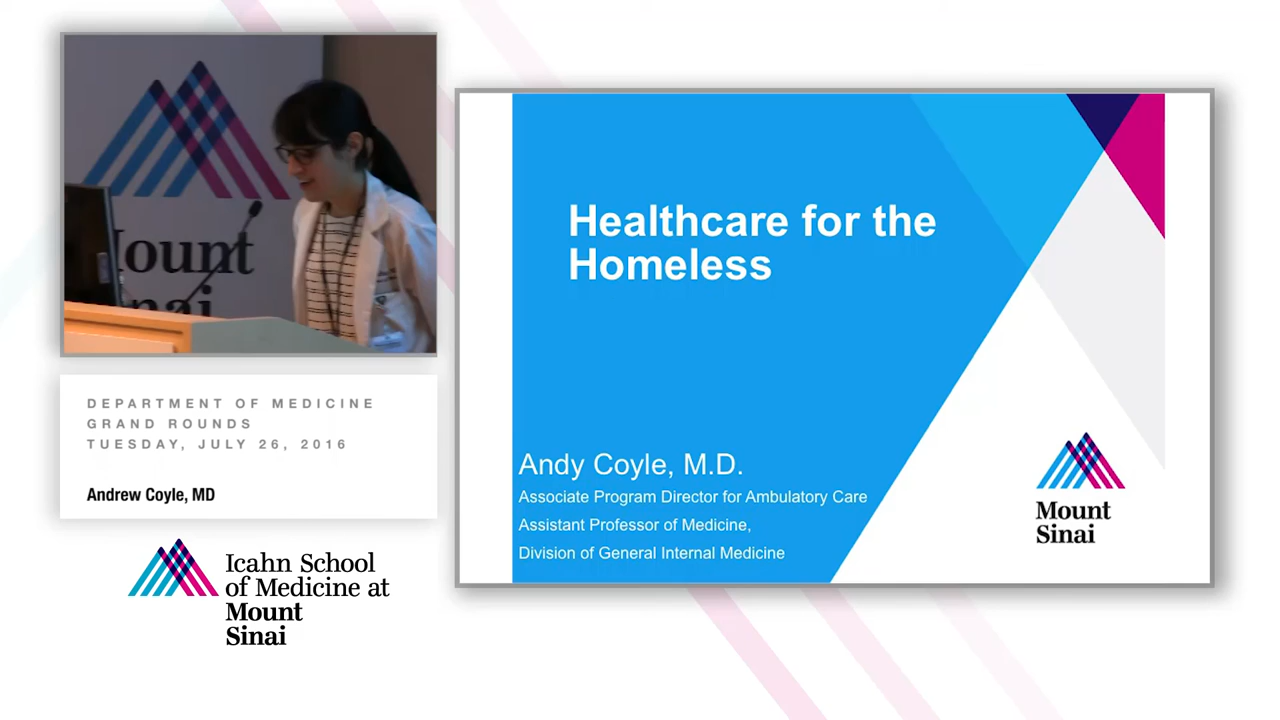 Mount
Sinai
DEPARTMENT OF MEDICINE
GRAND ROUNDS
TUESDAY, JULY 26, 2016
Andrew Coyle, MD
Icahn School
of Medicine at
Mount
Sinai
Healthcare for the
Homeless
Andy Coyle, M.D.
Associate Program Director for Ambulatory Care
Assistant Professor of Medicine,
Division of General Internal Medicine
Mount
Sinai